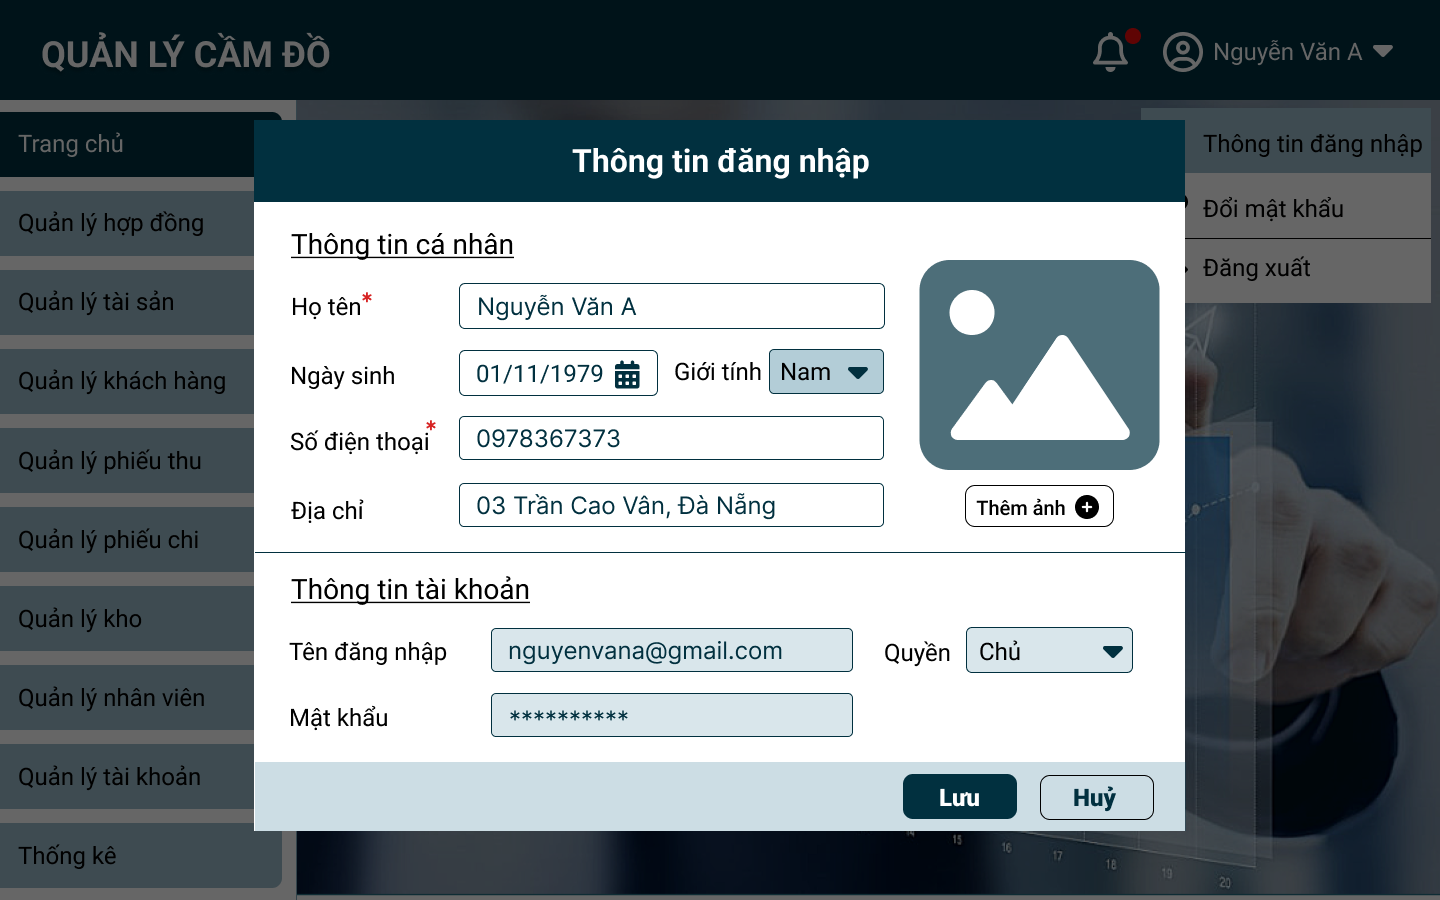 QUẢN LÝ CẦM ĐỒ
Nguyễn Văn A
Trang chủ
Quản lý hợp đồng
Quản lý tài sản
Quản lý khách hàng
Quản lý phiếu thu
Quản lý phiếu chi
Quản lý kho
Quản lý nhân viên
Quản lý tài khoản
Thống kê
Thông tin đăng nhập
Đổi mật khẩu
Đăng xuất
Thông tin đăng nhập
Thông tin cá nhân
Họ tên* Nguyễn Văn A
Ngày sinh 01/11/1979 Giới tính Nam
Số điện thoại* 0978367373
Địa chỉ 03 Trần Cao Vân, Đà Nẵng
Thêm ảnh
Thông tin tài khoản
Tên đăng nhập nguyenvana@gmail.com Quyền Chủ
Mật khẩu **********
Lưu Huỷ
14 15 16 17 18 19 20